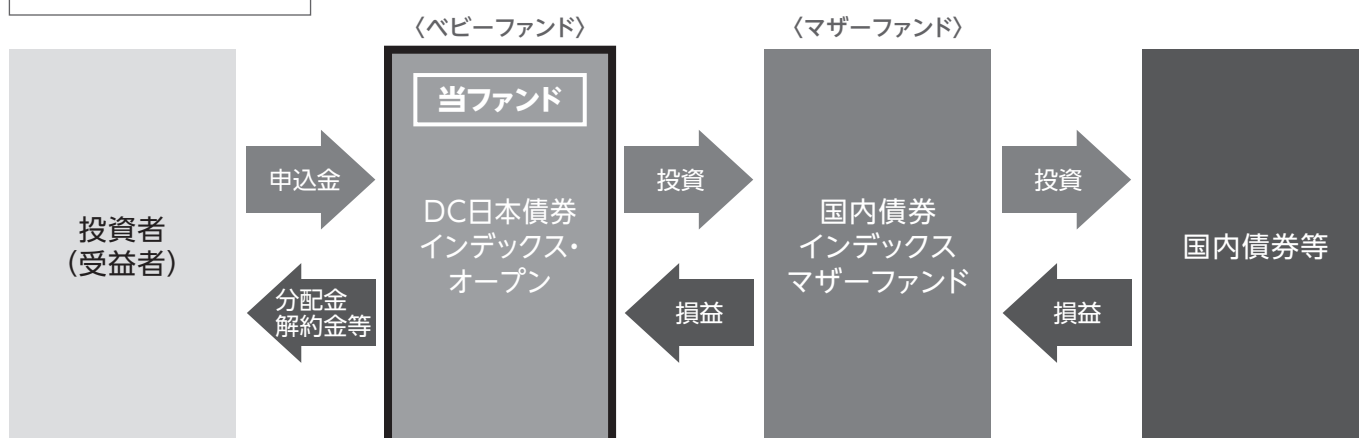 〈ベビーファンド〉
〈マザーファンド〉
投資者
(受益者)
申込金
分配金
解約金等
当ファンド
DC日本債券
インデックス・
オープン
投資
損益
国内債券
インデックス
マザーファンド
投資
損益
国内債券等